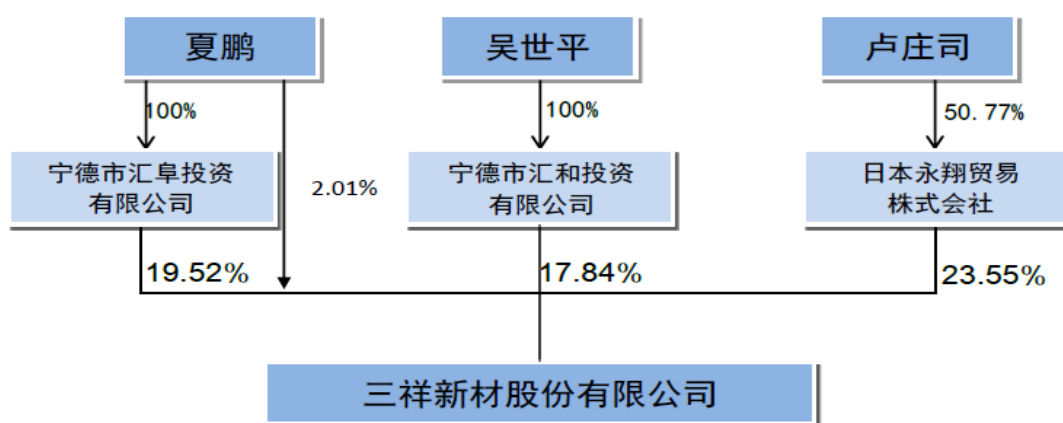 夏鹏
吴世平
卢庄司
100%
100%
50.77%
宁德市汇阜投资
有限公司
2.01%
宁德市汇和投资
有限公司
日本永翔贸易
株式会社
19.52%
17.84%
23.55%
三祥新材股份有限公司